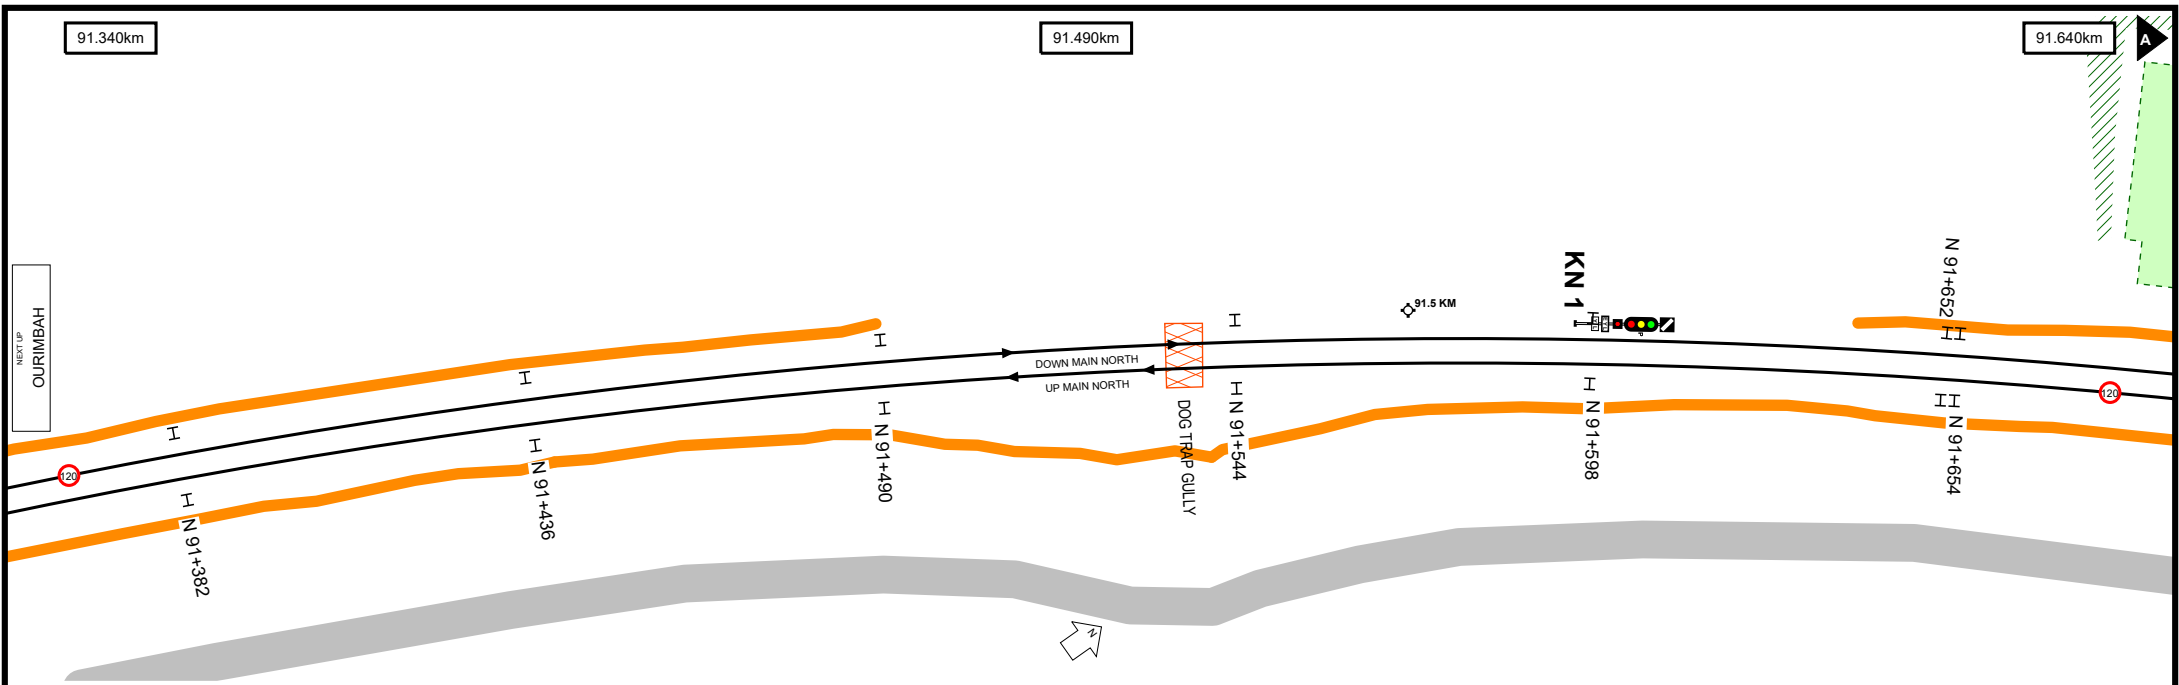 91.340km
91.490km
91.640km
A
NEXT UP
OURIMBAH
120
N 91+382
N 91+436
N 91+490
DOWN MAIN NORTH
UP MAIN NORTH
DOG TRAP GULLY
N 91+544
91.5 KM
KN 1
P
N 91+598
N 91+652
N 91+654
120
N